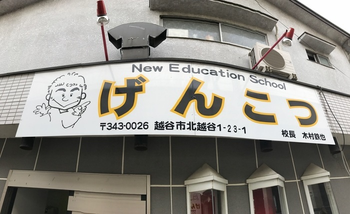 New Education School
げんこつ
〒343-0026 越谷市北越谷1-23-1 校長 木村鉄也